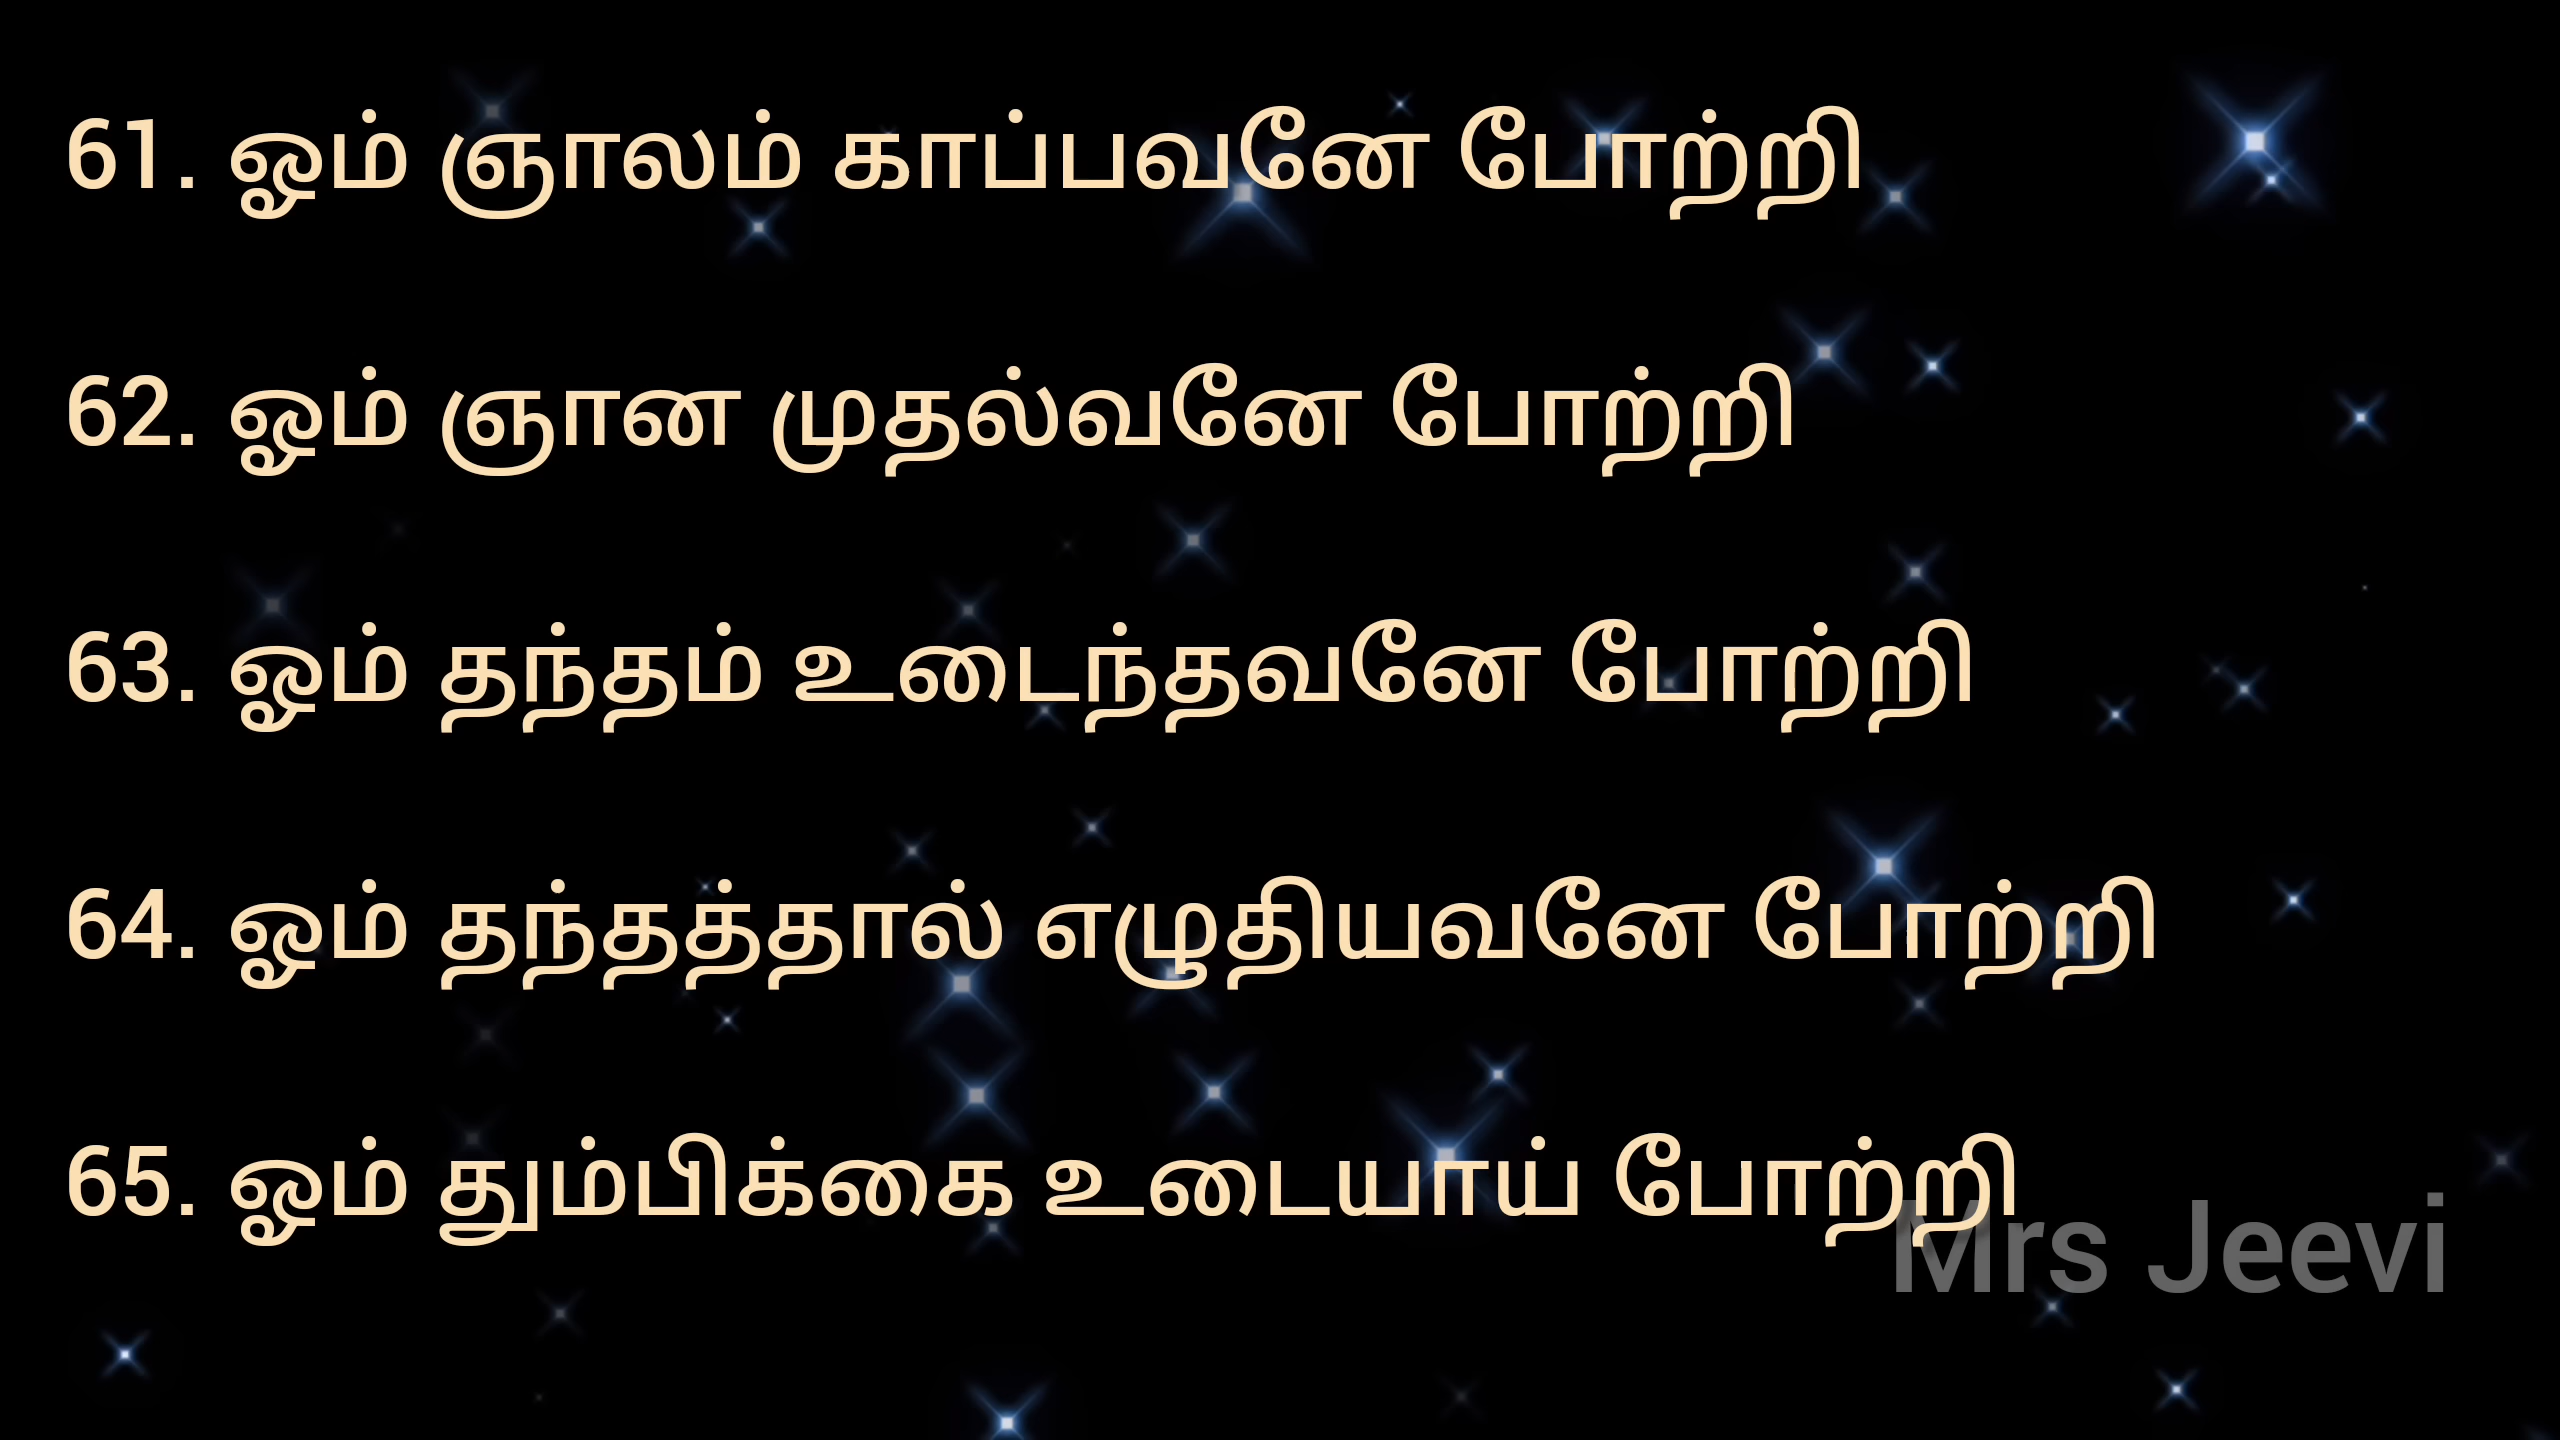 61. ஓம் ஞாலம் காப்பவனே போற்றி
62. ஓம் ஞான முதல்வனே போற்றி
63. ஓம் தந்தம் உடைந்தவனே போற்றி
64. ஓம் தந்தத்தால் எழுதியவனே போற்றி
65. ஓம் தும்பிக்கை உடையாய் போற்றி
Mrs Jeevi